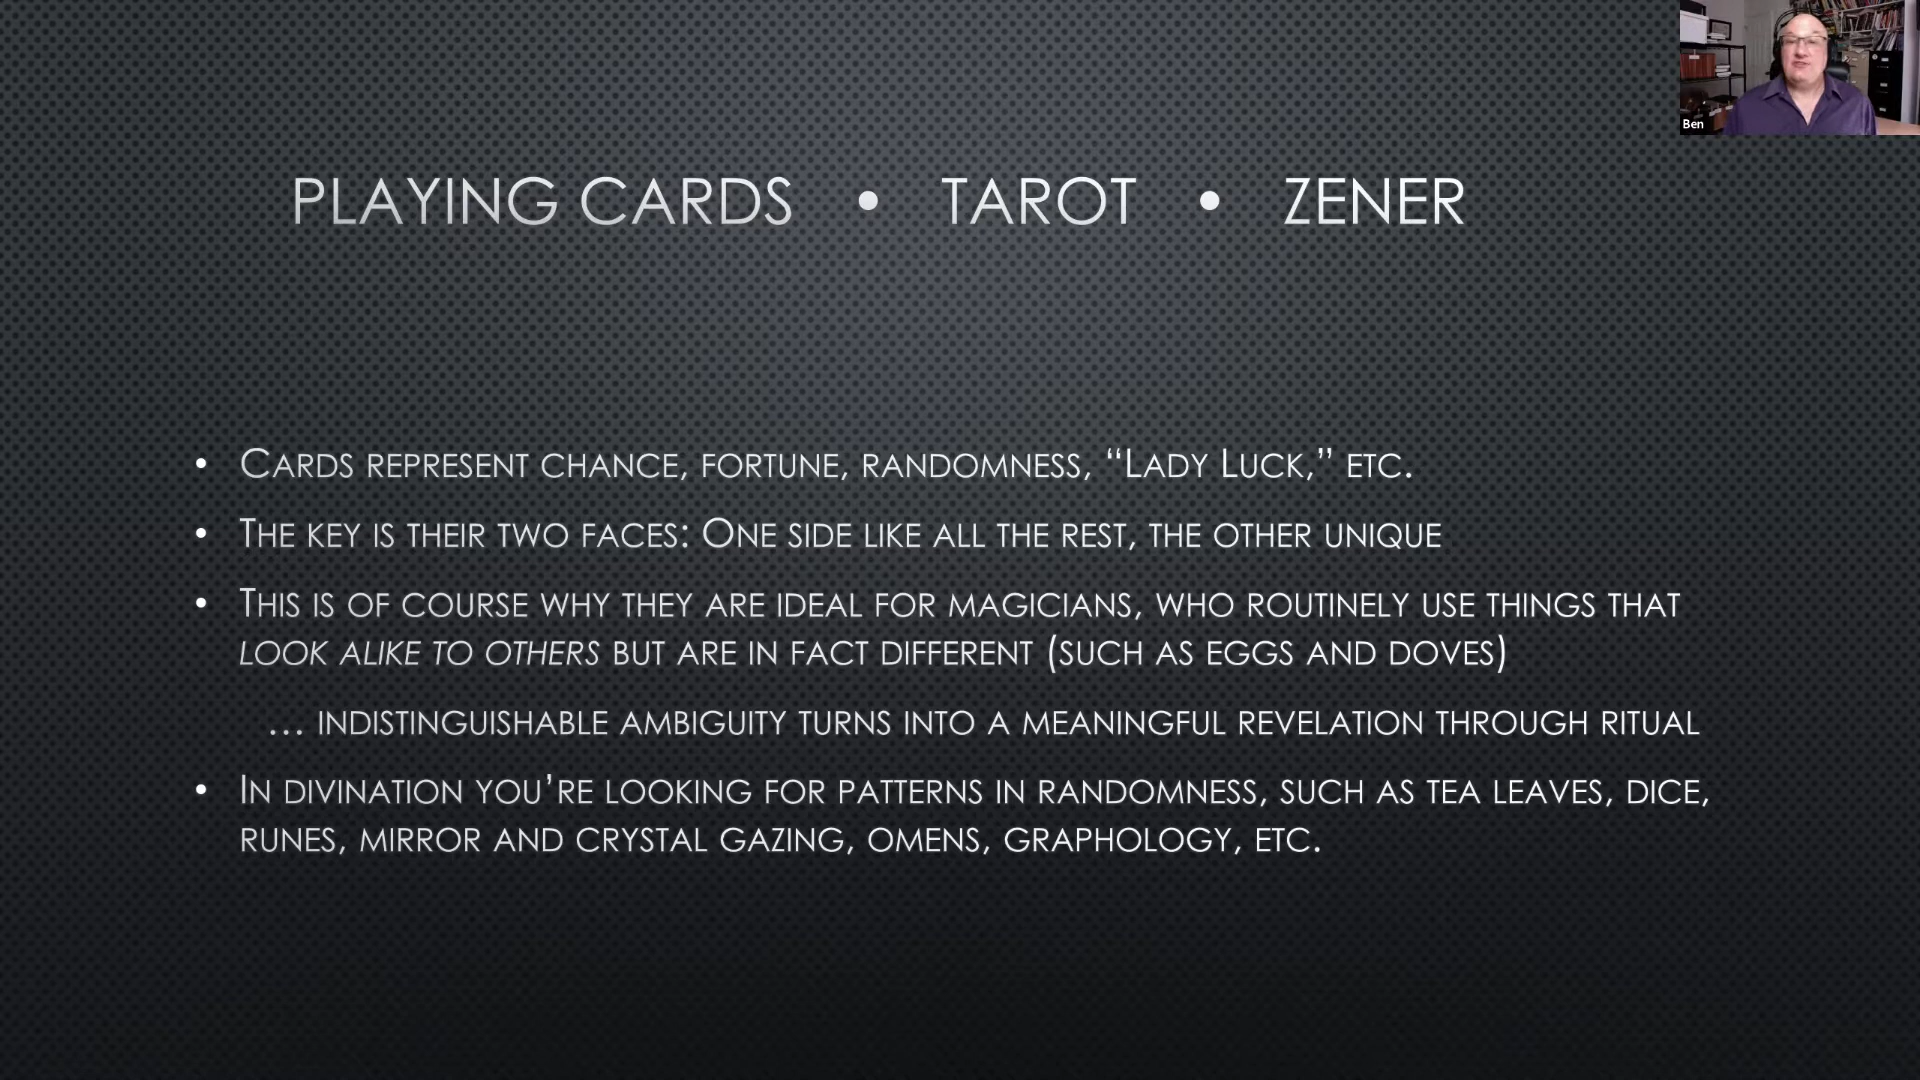 Ben
PLAYING CARDS • TAROT • ZENER
• CARDS REPRESENT CHANCE, FORTUNE, RANDOMNESS, “LADY LUCK,” ETC.
• THE KEY IS THEIR TWO FACES: ONE SIDE LIKE ALL THE REST, THE OTHER UNIQUE
• THIS IS OF COURSE WHY THEY ARE IDEAL FOR MAGICIANS, WHO ROUTINELY USE THINGS THAT
LOOK ALIKE TO OTHERS BUT ARE IN FACT DIFFERENT (SUCH AS EGGS AND DOVES)
… INDISTINGUISHABLE AMBIGUITY TURNS INTO A MEANINGFUL REVELATION THROUGH RITUAL
• IN DIVINATION YOU’RE LOOKING FOR PATTERNS IN RANDOMNESS, SUCH AS TEA LEAVES, DICE,
RUNES, MIRROR AND CRYSTAL GAZING, OMENS, GRAPHOLOGY, ETC.